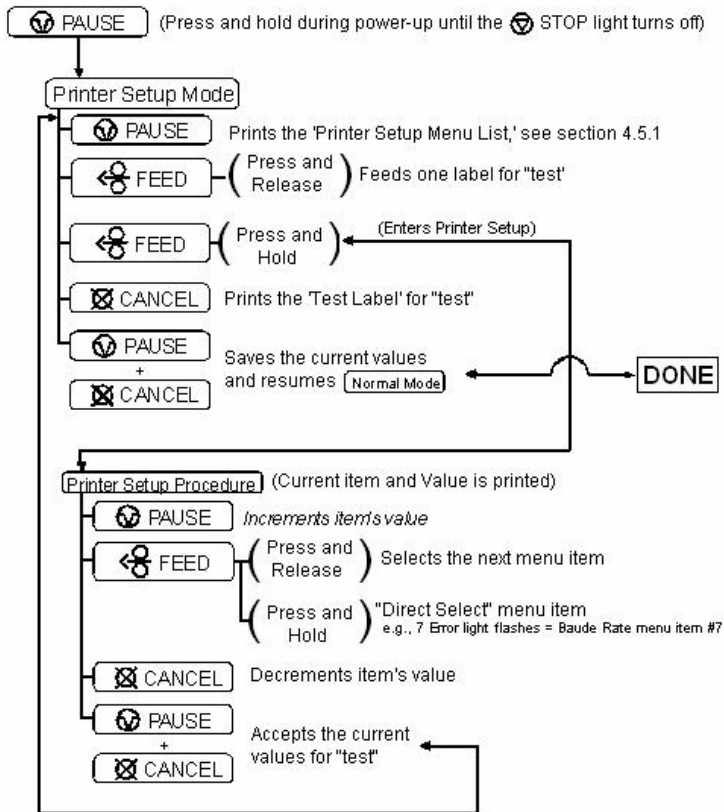 PAUSE (Press and hold during power-up until the STOP light turns off)
Printer Setup Mode
PAUSE Prints the 'Printer Setup Menu List,' see section 4.5.1
FEED (Press and Release) Feeds one label for "test'
FEED (Press and Hold) (Enters Printer Setup)
CANCEL Prints the 'Test Label' for "test"
PAUSE
+
CANCEL
Saves the current values
and resumes Normal Mode
DONE
Printer Setup Procedure (Current item and Value is printed)
PAUSE Increments item's value
FEED (Press and Release) Selects the next menu item
(Press and Hold) "Direct Select" menu item
e.g., 7 Error light flashes = Baude Rate menu item #7
CANCEL Decrements item's value
PAUSE
+
CANCEL
Accepts the current
values for "test"